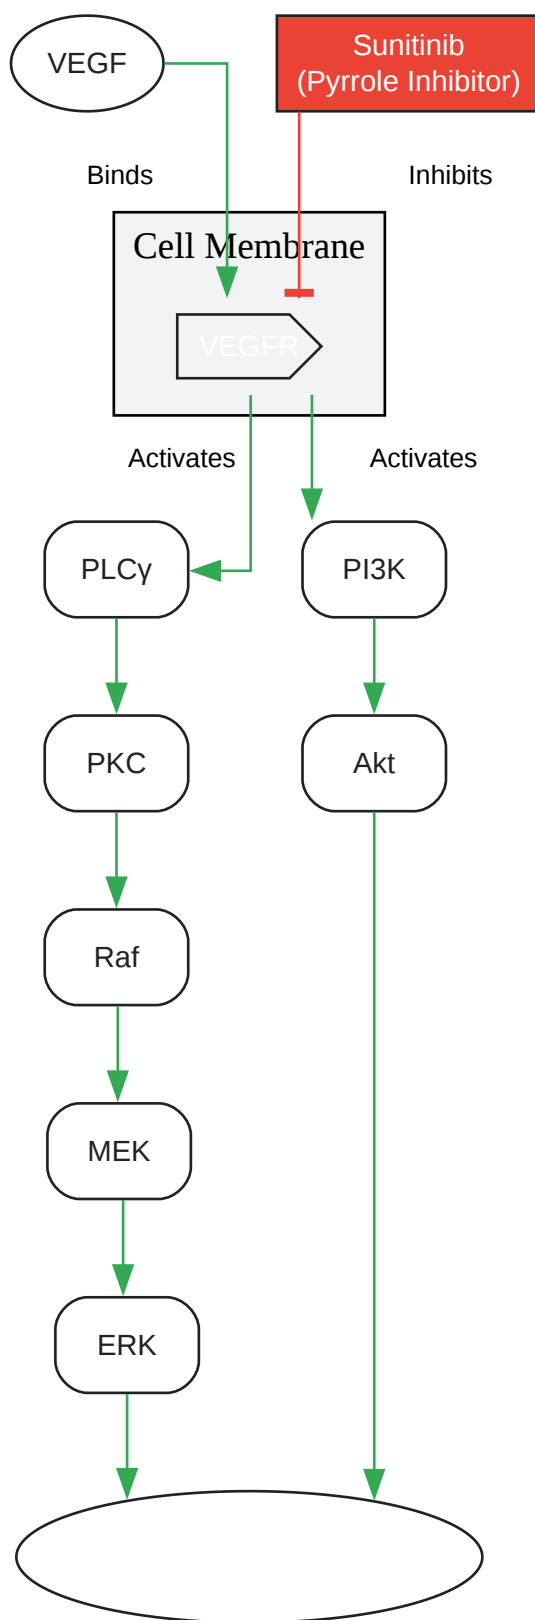 VEGF
Sunitinib
(Pyrrole Inhibitor)
Binds
Inhibits
Cell Membrane
VEGFR
Activates
Activates
PLCγ
PI3K
PKC
Akt
Raf
MEK
ERK